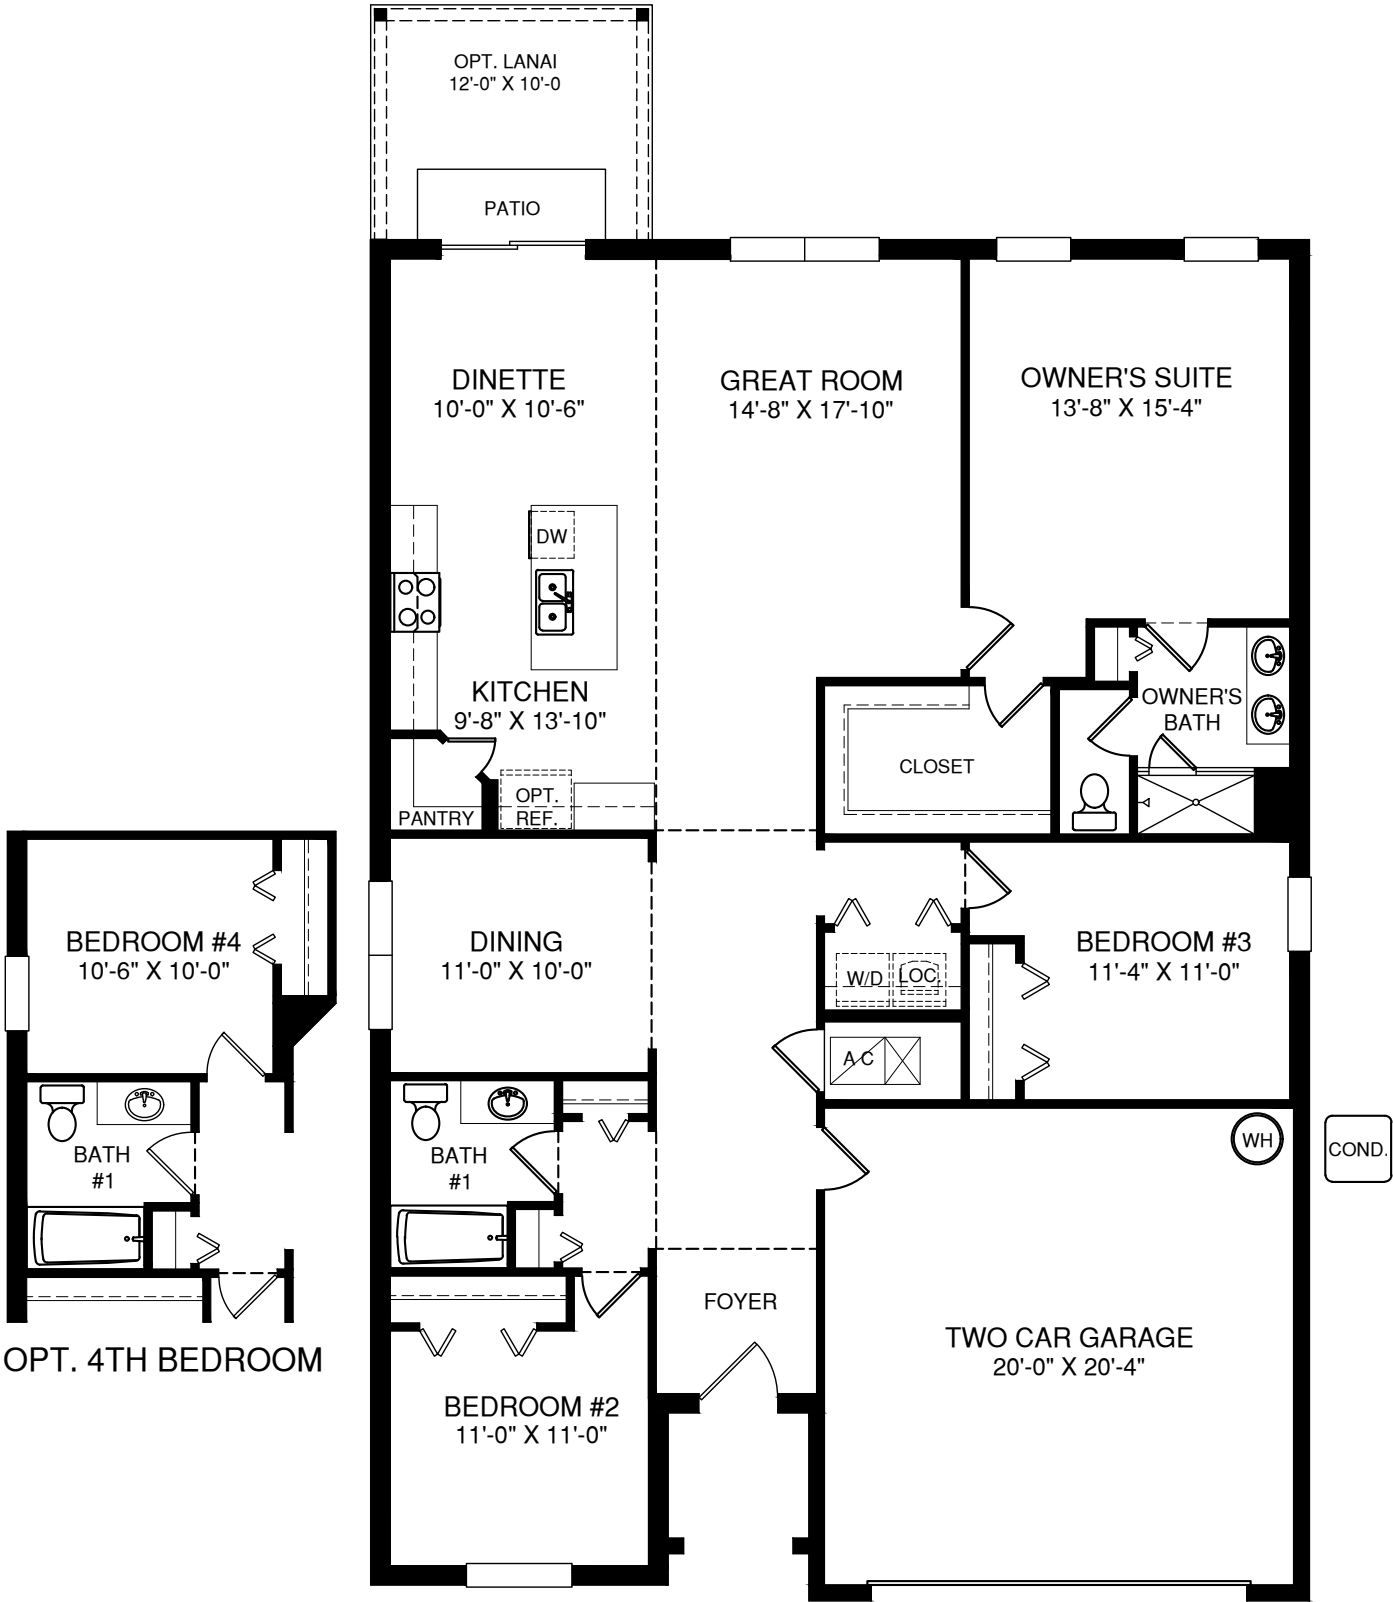 OPT. LANAI
12'-0" X 10'-0
PATIO
DINETTE
10'-0" X 10'-6"
GREAT ROOM
14'-8" X 17'-10"
OWNER'S SUITE
13'-8" X 15'-4"
DW
KITCHEN
9'-8" X 13'-10"
OWNER'S
BATH
CLOSET
OPT.
REF.
PANTRY
BEDROOM #4
10'-6" X 10'-0"
DINING
11'-0" X 10'-0"
W/D
LOC.
BEDROOM #3
11'-4" X 11'-0"
A C
BATH
#1
BATH
#1
WH
COND.
FOYER
OPT. 4TH BEDROOM
TWO CAR GARAGE
20'-0" X 20'-4"
BEDROOM #2
11'-0" X 11'-0"